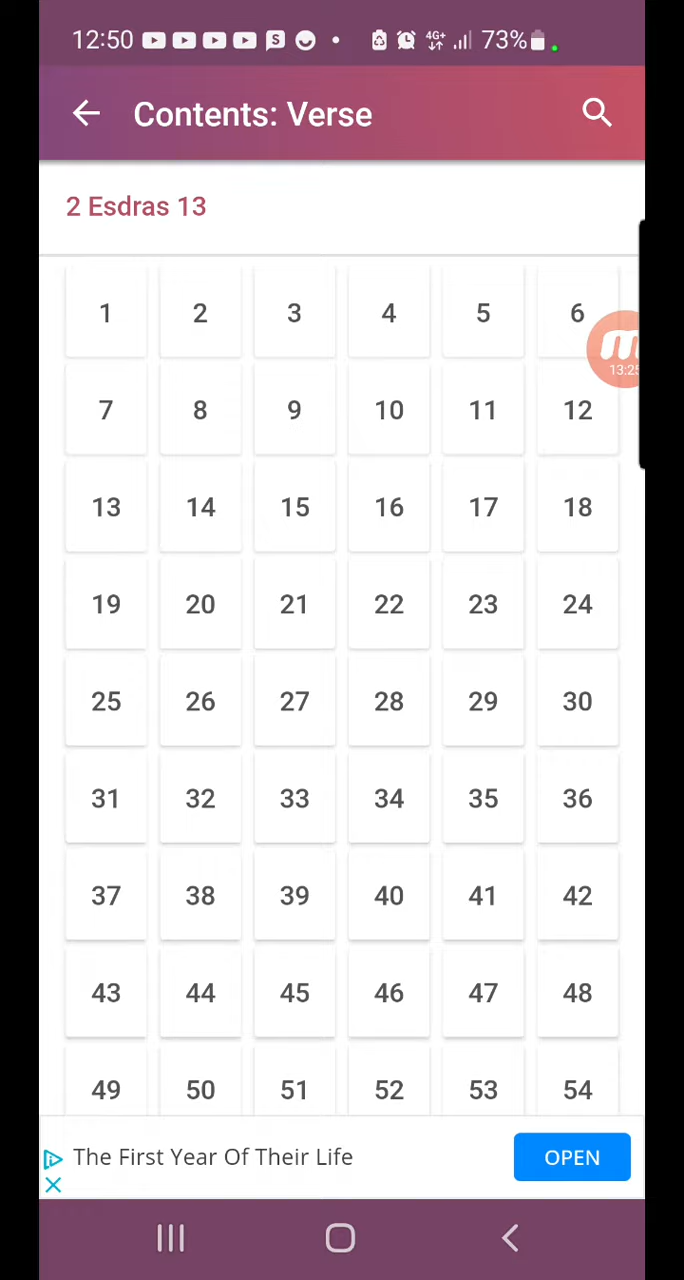 12:50 S 4G+ 73%
Contents: Verse
2 Esdras 13
1 2 3 4 5 6
13:25
7 8 9 10 11 12
13 14 15 16 17 18
19 20 21 22 23 24
25 26 27 28 29 30
31 32 33 34 35 36
37 38 39 40 41 42
43 44 45 46 47 48
49 50 51 52 53 54
The First Year Of Their Life OPEN